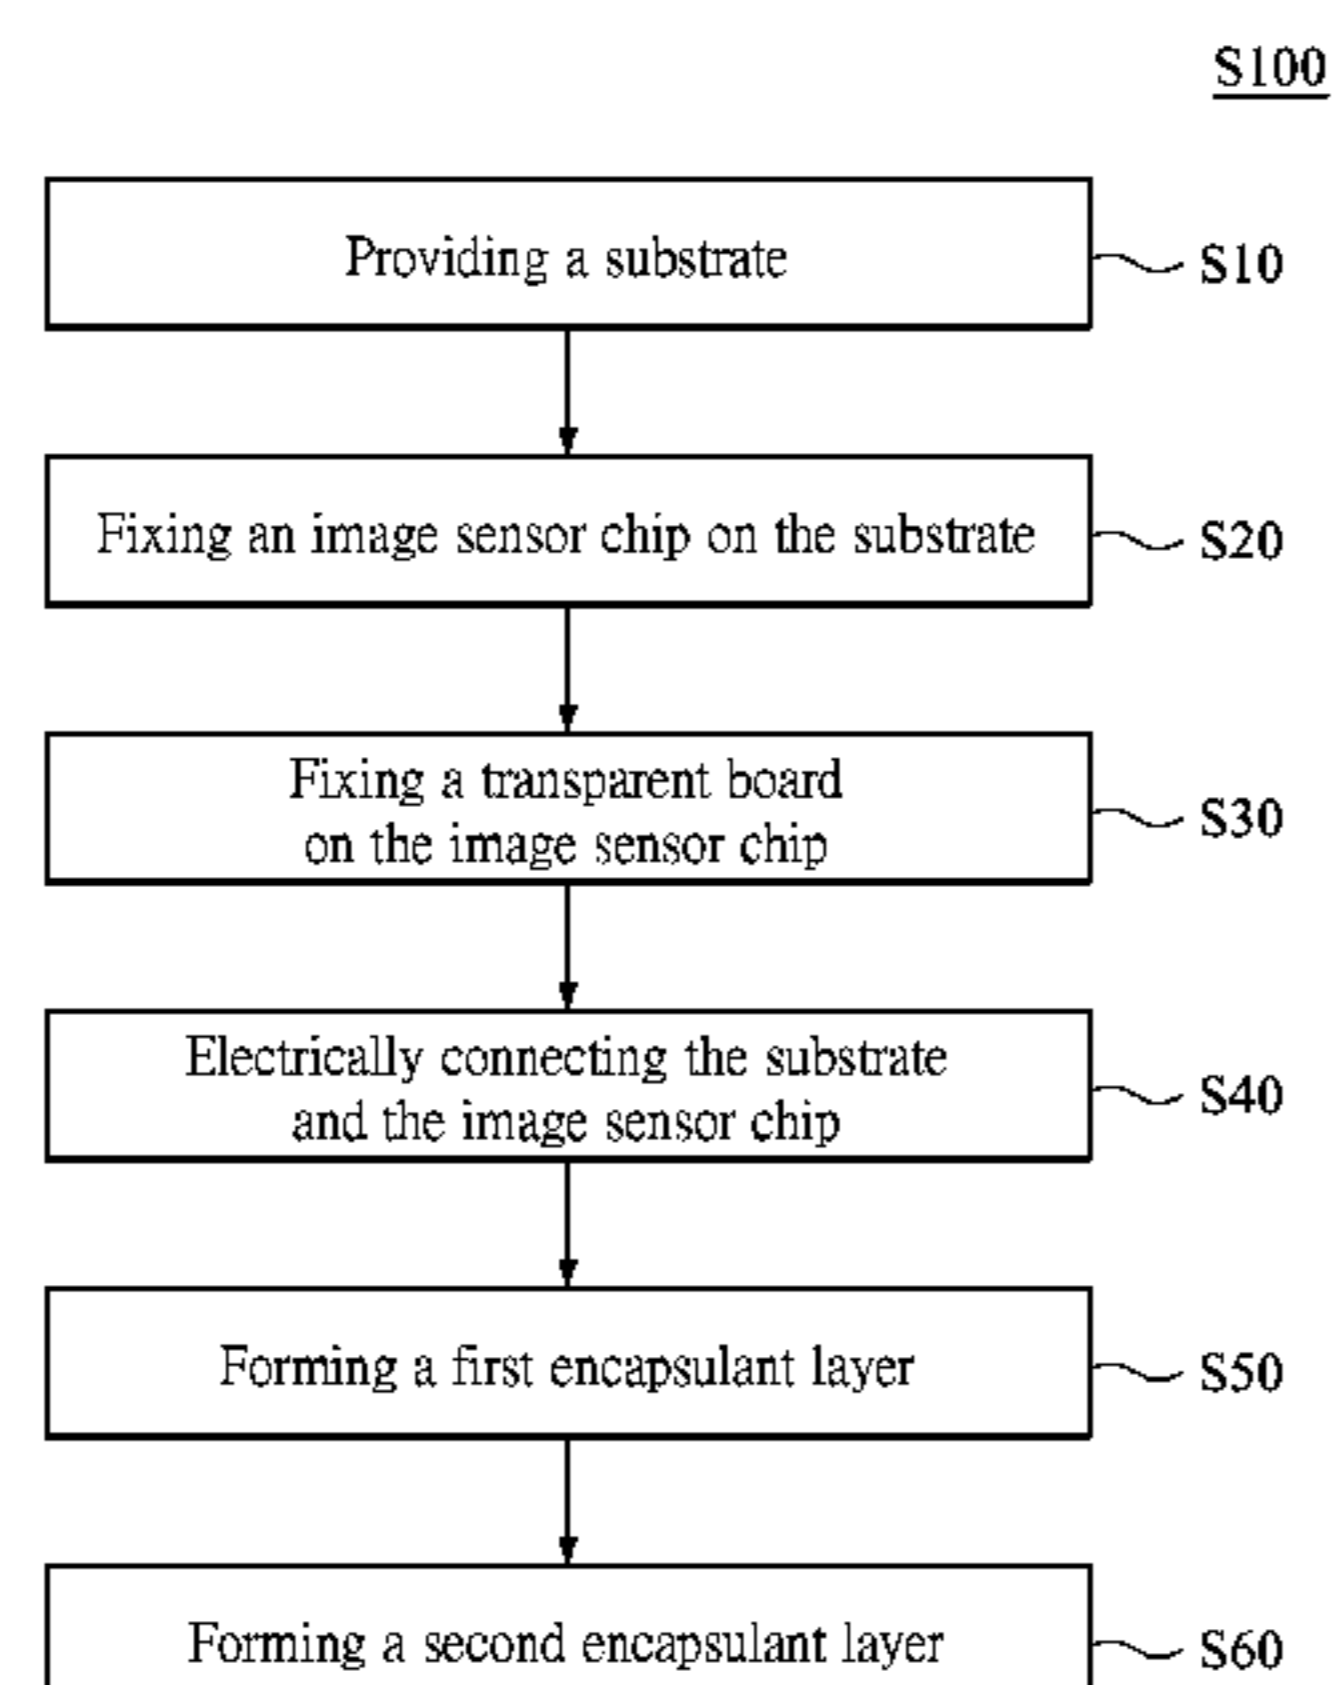 S100
Providing a substrate
S10
Fixing an image sensor chip on the substrate
S20
Fixing a transparent board
on the image sensor chip
S30
Electrically connecting the substrate
and the image sensor chip
S40
Forming a first encapsulant layer
S50
Forming a second encapsulant layer
S60